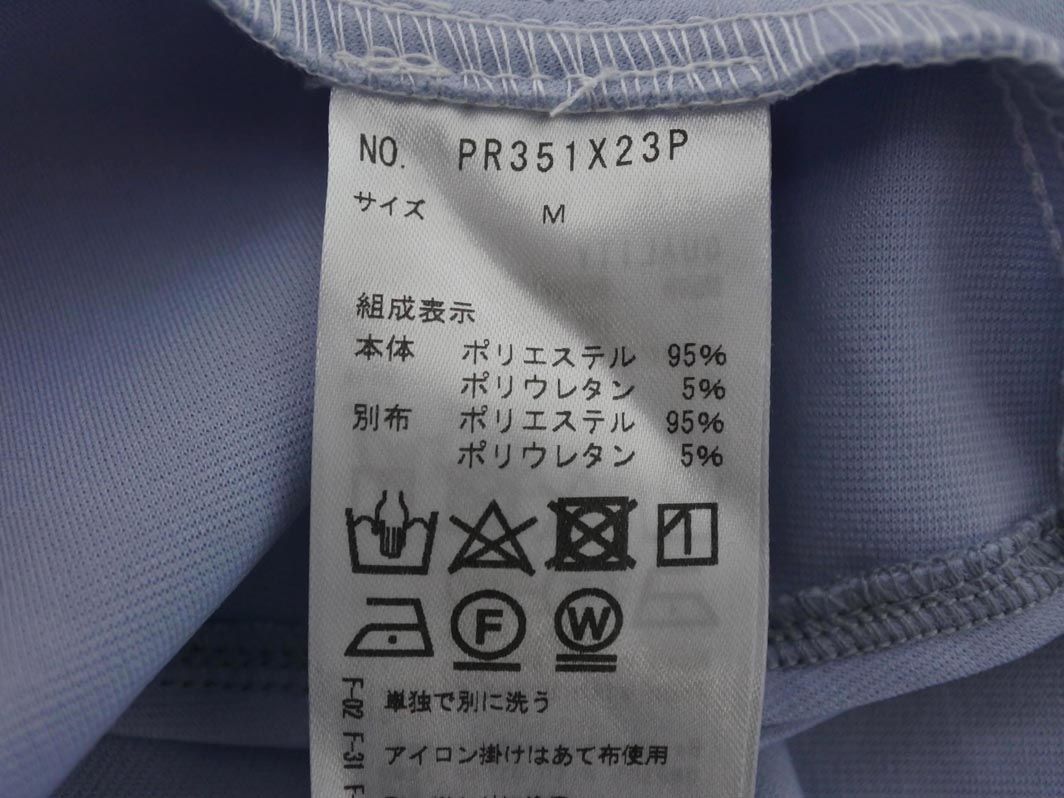 NO. PR351X23P
サイズ M
組成表示
本体 ポリエステル 95%
ポリウレタン 5%
別布 ポリエステル 95%
ポリウレタン 5%
F
W
F-02 F-31 F-
単独で別に洗う
アイロン掛けはあて布使用
QUALITY